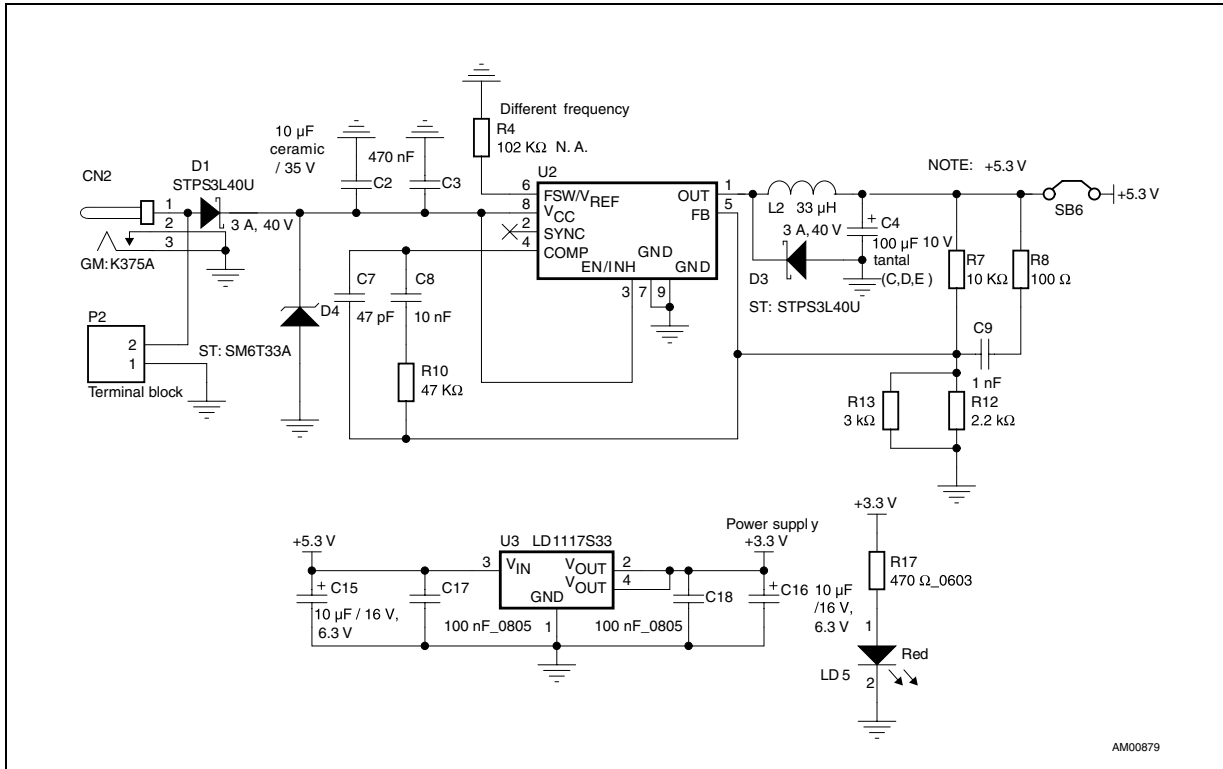 Different frequency
R4
102 KΩ N. A.
10 µF
ceramic
/ 35 V
470 nF
C2
C3
CN2
D1
STPS3L40U
3 A, 40 V
1
2
3
GM:K375A
P2
2
1
Terminal block
D4
ST: SM6T33A
C7
47 pF
C8
10 nF
R10
47 KΩ
U2
6
8
2
4
FSW/VREF
VCC
SYNC
COMP
EN/INH
GND
GND
OUT
FB
1
5
3
7
9
L2
33 µH
3 A, 40 V
D3
ST: STPS3L40U
C4
100 µF 10 V
tantal
(C,D,E )
NOTE: +5.3 V
SB6
+5.3 V
R7
10 KΩ
R8
100 Ω
C9
1 nF
R13
3 kΩ
R12
2.2 kΩ
+5.3 V
C15
+
10 µF / 16 V,
6.3 V
C17
100 nF_0805
U3
LD1117S33
3
VIN
VOUT
VOUT
GND
2
4
1
C18
100 nF_0805
Power supply
+3.3 V
+
C16
10 µF
/16 V,
6.3 V
+3.3 V
R17
470 Ω_0603
1
Red
LD 5
2
AM00879